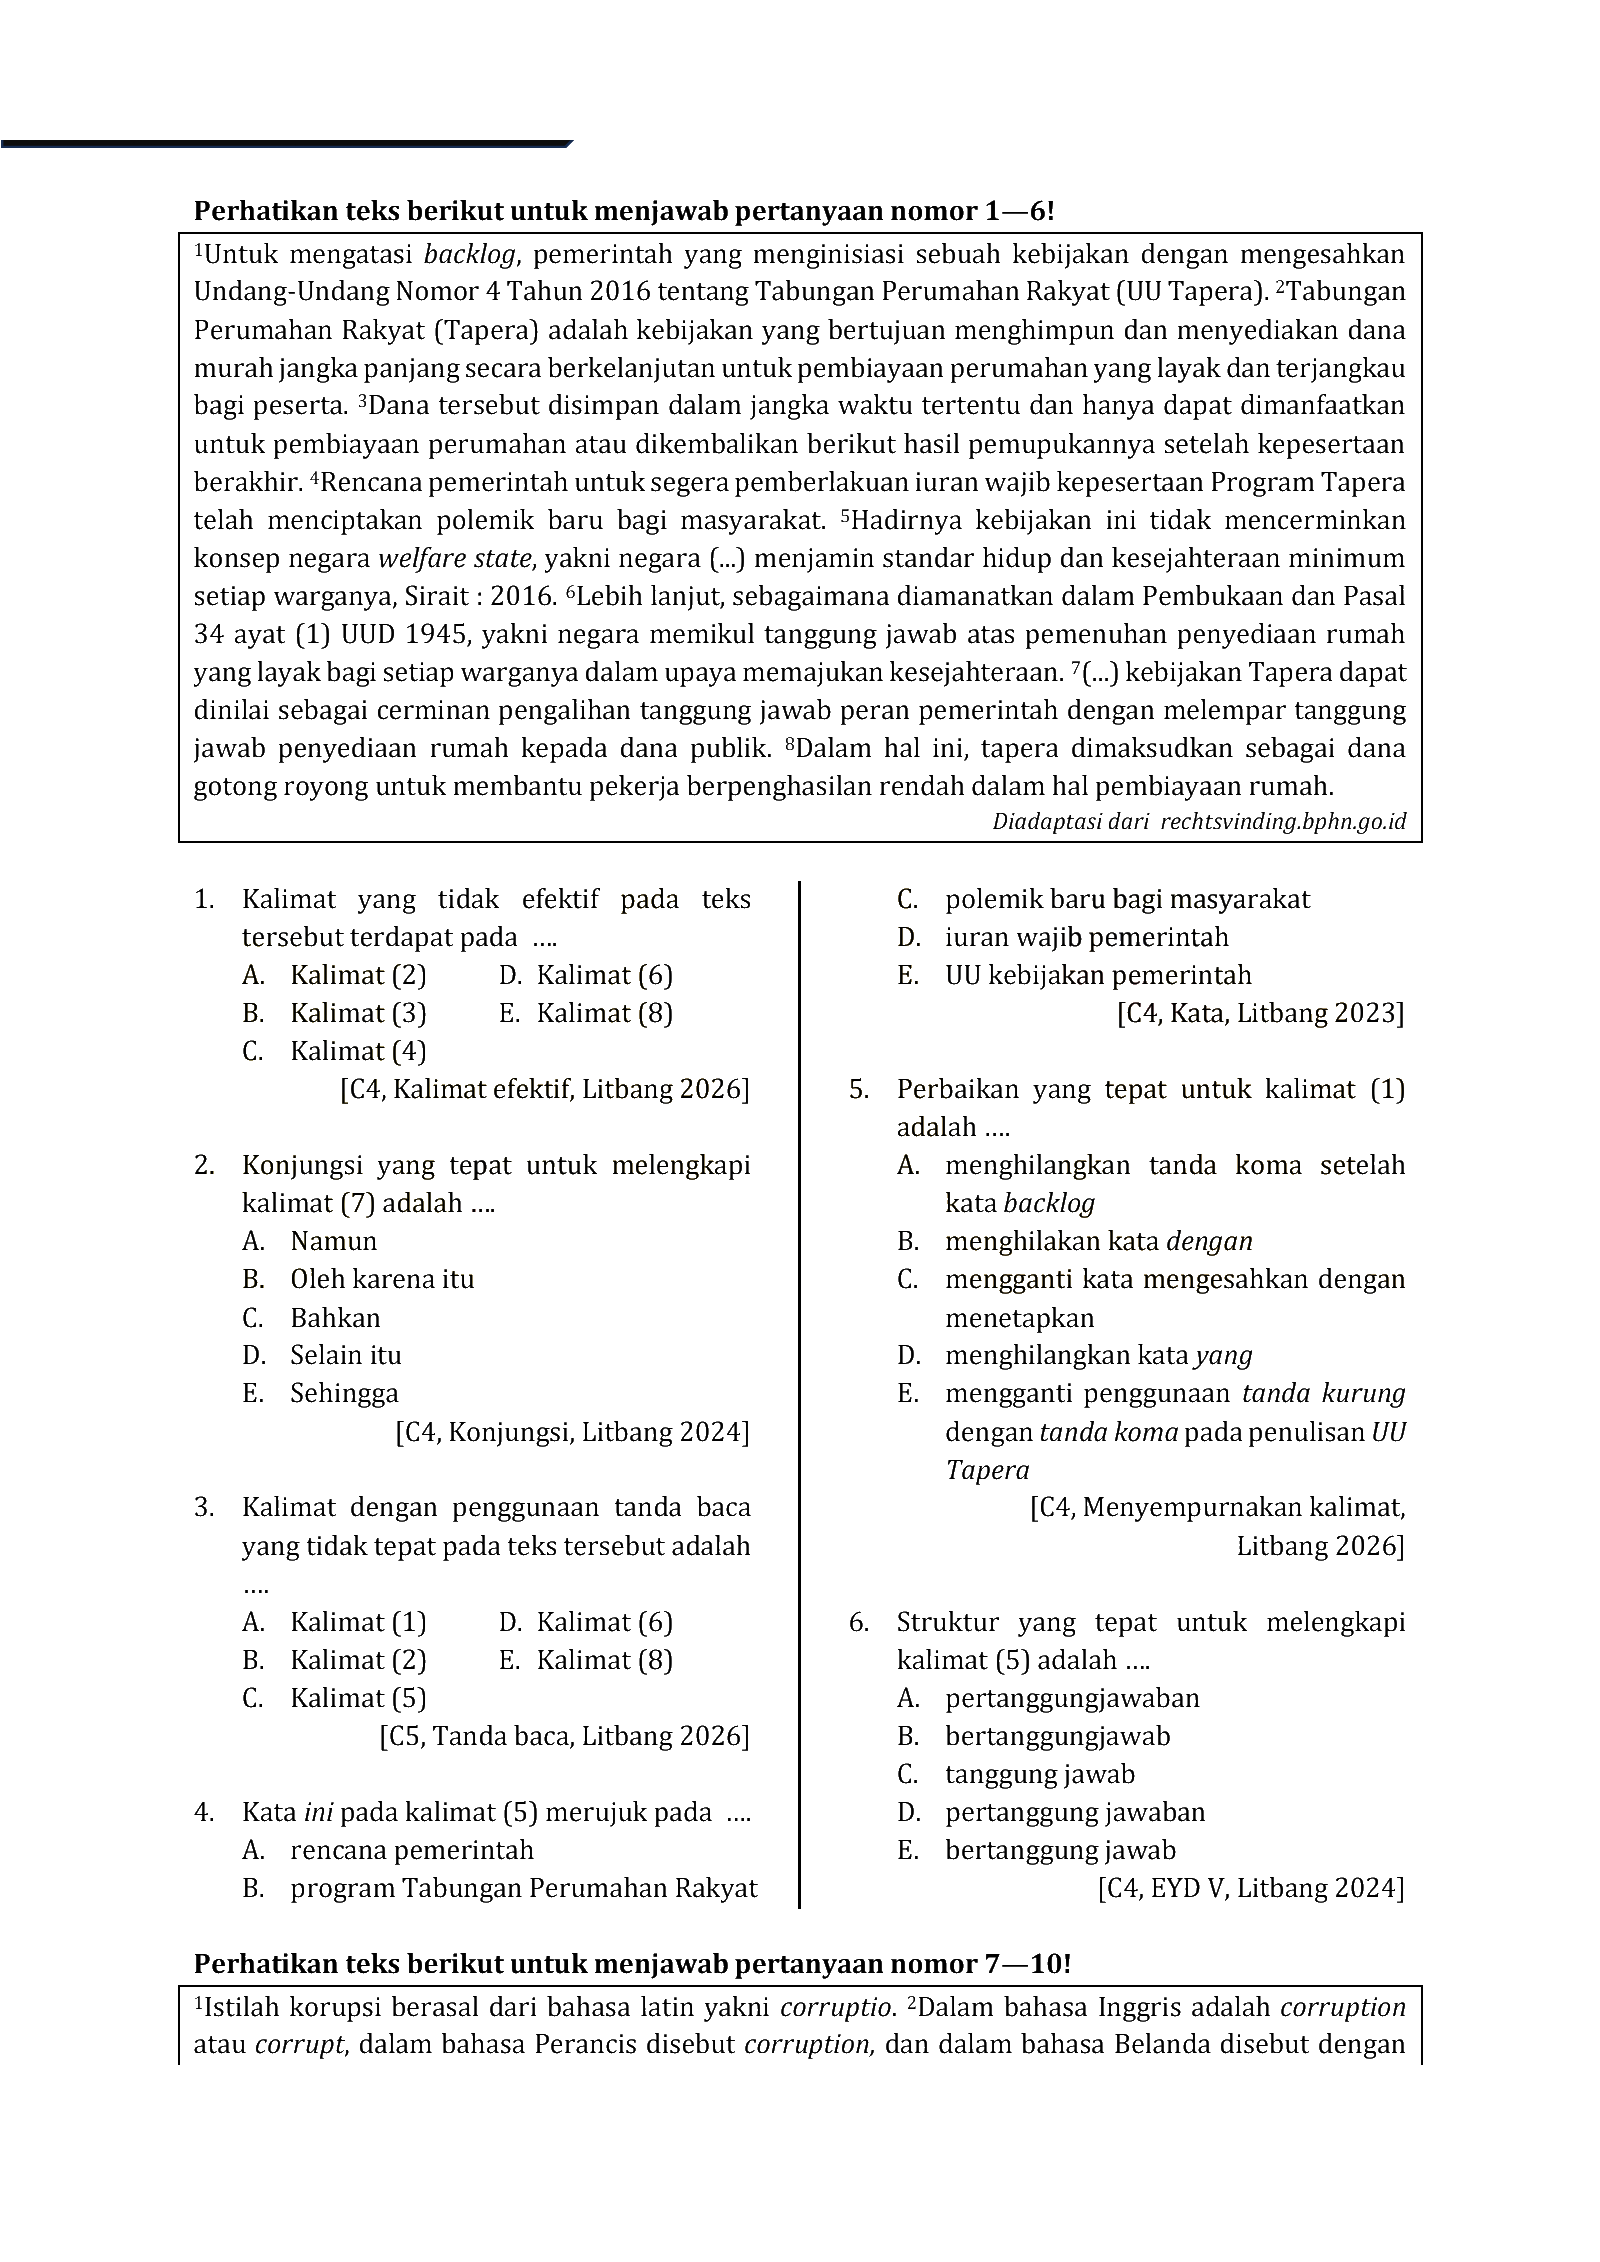 Perhatikan teks berikut untuk menjawab pertanyaan nomor 1—6!
¹Untuk mengatasi backlog, pemerintah yang menginisiasi sebuah kebijakan dengan mengesahkan
Undang-Undang Nomor 4 Tahun 2016 tentang Tabungan Perumahan Rakyat (UU Tapera). ²Tabungan
Perumahan Rakyat (Tapera) adalah kebijakan yang bertujuan menghimpun dan menyediakan dana
murah jangka panjang secara berkelanjutan untuk pembiayaan perumahan yang layak dan terjangkau
bagi peserta. ³Dana tersebut disimpan dalam jangka waktu tertentu dan hanya dapat dimanfaatkan
untuk pembiayaan perumahan atau dikembalikan berikut hasil pemupukannya setelah kepesertaan
berakhir. ⁴Rencana pemerintah untuk segera pemberlakuan iuran wajib kepesertaan Program Tapera
telah menciptakan polemik baru bagi masyarakat. ⁵Hadirnya kebijakan ini tidak mencerminkan
konsep negara welfare state, yakni negara (...) menjamin standar hidup dan kesejahteraan minimum
setiap warganya, Sirait : 2016. ⁶Lebih lanjut, sebagaimana diamanatkan dalam Pembukaan dan Pasal
34 ayat (1) UUD 1945, yakni negara memikul tanggung jawab atas pemenuhan penyediaan rumah
yang layak bagi setiap warganya dalam upaya memajukan kesejahteraan. ⁷(...) kebijakan Tapera dapat
dinilai sebagai cerminan pengalihan tanggung jawab peran pemerintah dengan melempar tanggung
jawab penyediaan rumah kepada dana publik. ⁸Dalam hal ini, tapera dimaksudkan sebagai dana
gotong royong untuk membantu pekerja berpenghasilan rendah dalam hal pembiayaan rumah.
Diadaptasi dari rechtsvinding.bphn.go.id
1. Kalimat yang tidak efektif pada teks
tersebut terdapat pada ....
A. Kalimat (2) D. Kalimat (6)
B. Kalimat (3) E. Kalimat (8)
C. Kalimat (4)
[C4, Kalimat efektif, Litbang 2026]
2. Konjungsi yang tepat untuk melengkapi
kalimat (7) adalah ....
A. Namun
B. Oleh karena itu
C. Bahkan
D. Selain itu
E. Sehingga
[C4, Konjungsi, Litbang 2024]
3. Kalimat dengan penggunaan tanda baca
yang tidak tepat pada teks tersebut adalah
....
A. Kalimat (1) D. Kalimat (6)
B. Kalimat (2) E. Kalimat (8)
C. Kalimat (5)
[C5, Tanda baca, Litbang 2026]
4. Kata ini pada kalimat (5) merujuk pada ....
A. rencana pemerintah
B. program Tabungan Perumahan Rakyat
C. polemik baru bagi masyarakat
D. iuran wajib pemerintah
E. UU kebijakan pemerintah
[C4, Kata, Litbang 2023]
5. Perbaikan yang tepat untuk kalimat (1)
adalah ....
A. menghilangkan tanda koma setelah
kata backlog
B. menghilakan kata dengan
C. mengganti kata mengesahkan dengan
menetapkan
D. menghilangkan kata yang
E. mengganti penggunaan tanda kurung
dengan tanda koma pada penulisan UU
Tapera
[C4, Menyempurnakan kalimat,
Litbang 2026]
6. Struktur yang tepat untuk melengkapi
kalimat (5) adalah ....
A. pertanggungjawaban
B. bertanggungjawab
C. tanggung jawab
D. pertanggung jawaban
E. bertanggung jawab
[C4, EYD V, Litbang 2024]
Perhatikan teks berikut untuk menjawab pertanyaan nomor 7—10!
¹Istilah korupsi berasal dari bahasa latin yakni corruptio. ²Dalam bahasa Inggris adalah corruption
atau corrupt, dalam bahasa Perancis disebut corruption, dan dalam bahasa Belanda disebut dengan